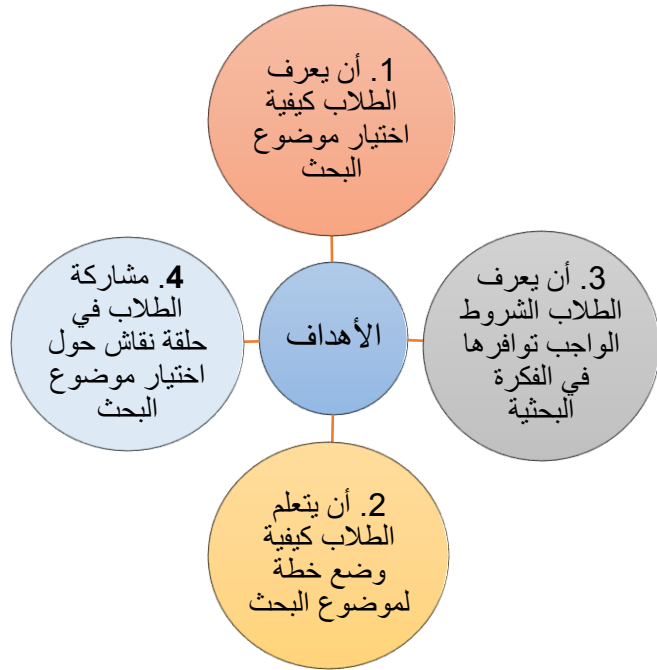 1. أن يعرف
الطلاب كيفية
اختيار موضوع
البحث
4. مشاركة
الطلاب في
حلقة نقاش حول
اختيار موضوع
البحث
الأهداف
3. أن يعرف
الطلاب الشروط
الواجب توافرها
في الفكرة
البحثية
2. أن يتعلم
الطلاب كيفية
وضع خطة
لموضوع البحث